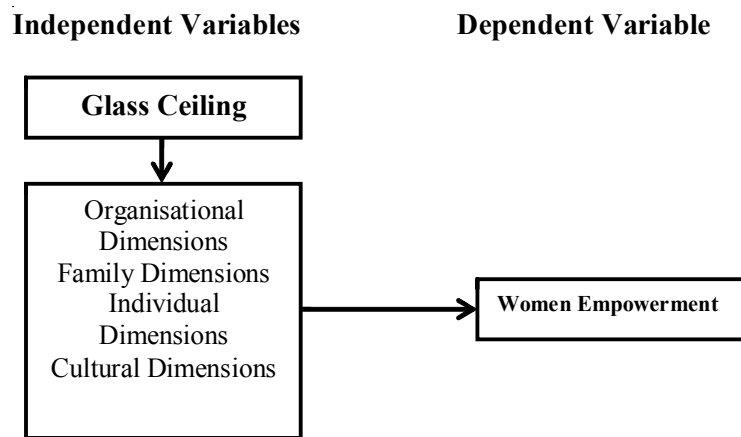 Independent Variables
Dependent Variable
Glass Ceiling
Organisational
Dimensions
Family Dimensions
Individual
Dimensions
Cultural Dimensions
Women Empowerment